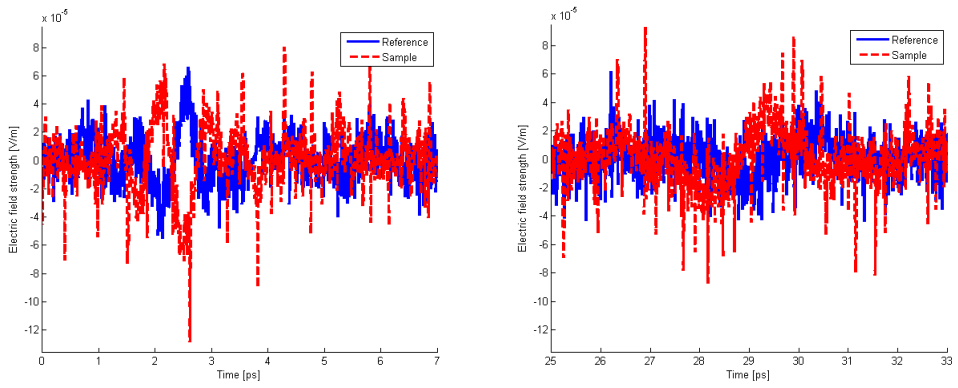 x 10⁻⁵
8
6
4
2
0
-2
-4
-6
-8
-10
-12
Electric field strength [V/m]
0 1 2 3 4 5 6 7
Time [ps]
Reference
Sample
x 10⁻⁵
8
6
4
2
0
-2
-4
-6
-8
-10
-12
Electric field strength [V/m]
25 26 27 28 29 30 31 32 33
Time [ps]
Reference
Sample